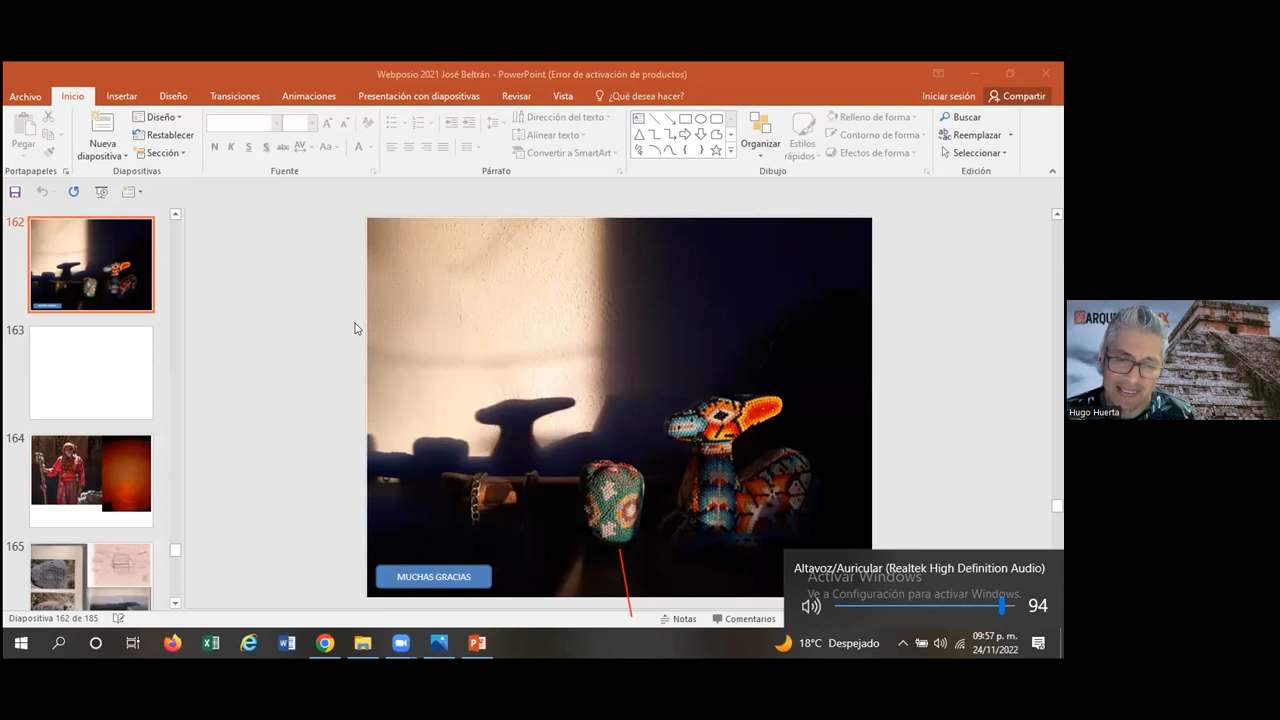 Webposio 2021 José Beltrán - PowerPoint (Error de activación de productos)
Archivo Inicio Insertar Diseño Transiciones Animaciones Presentación con diapositivas Revisar Vista ¿Qué desea hacer? Iniciar sesión Compartir
Pegar
Nueva diapositiva
Diseño
Restablecer
Sección
N K S S abc AV Aa A
Dirección del texto
Alinear texto
Convertir a SmartArt
Organizar
Estilos rápidos
Relleno de forma
Contorno de forma
Efectos de forma
Buscar
Reemplazar
Seleccionar
Portapapeles Diapositivas Fuente Párrafo Dibujo Edición
162
163
164
165
MUCHAS GRACIAS
Hugo Huerta
Altavoz/Auricular (Realtek High Definition Audio)
Activar Windows
Ve a Configuración para activar Windows.
94
Diapositiva 162 de 185 Notas Comentarios
18°C Despejado
09:57 p. m.
24/11/2022